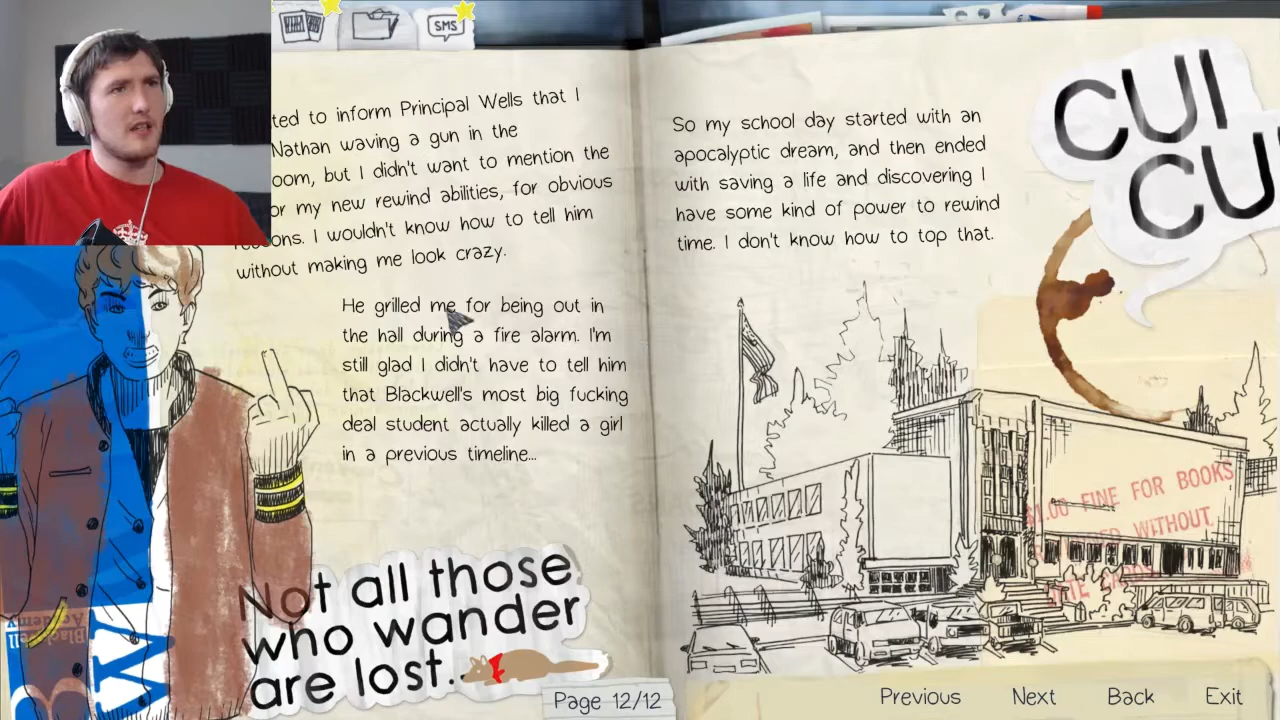 SMS
ted to inform Principal Wells that I
Nathan waving a gun in the
oom, but I didn't want to mention the
or my new rewind abilities, for obvious
I wouldn't know how to tell him
without making me look crazy.
He grilled me for being out in
the hall during a fire alarm. I'm
still glad I didn't have to tell him
that Blackwell's most big fucking
deal student actually killed a girl
in a previous timeline...
Not all those
who wander
are lost.
Blackwell
Academy
Page 12/12
So my school day started with an
apocalyptic dream, and then ended
with saving a life and discovering I
have some kind of power to rewind
time. I don't know how to top that.
CUI
CU
$1.00 FINE FOR BOOKS
WITHOUT
Previous Next Back Exit